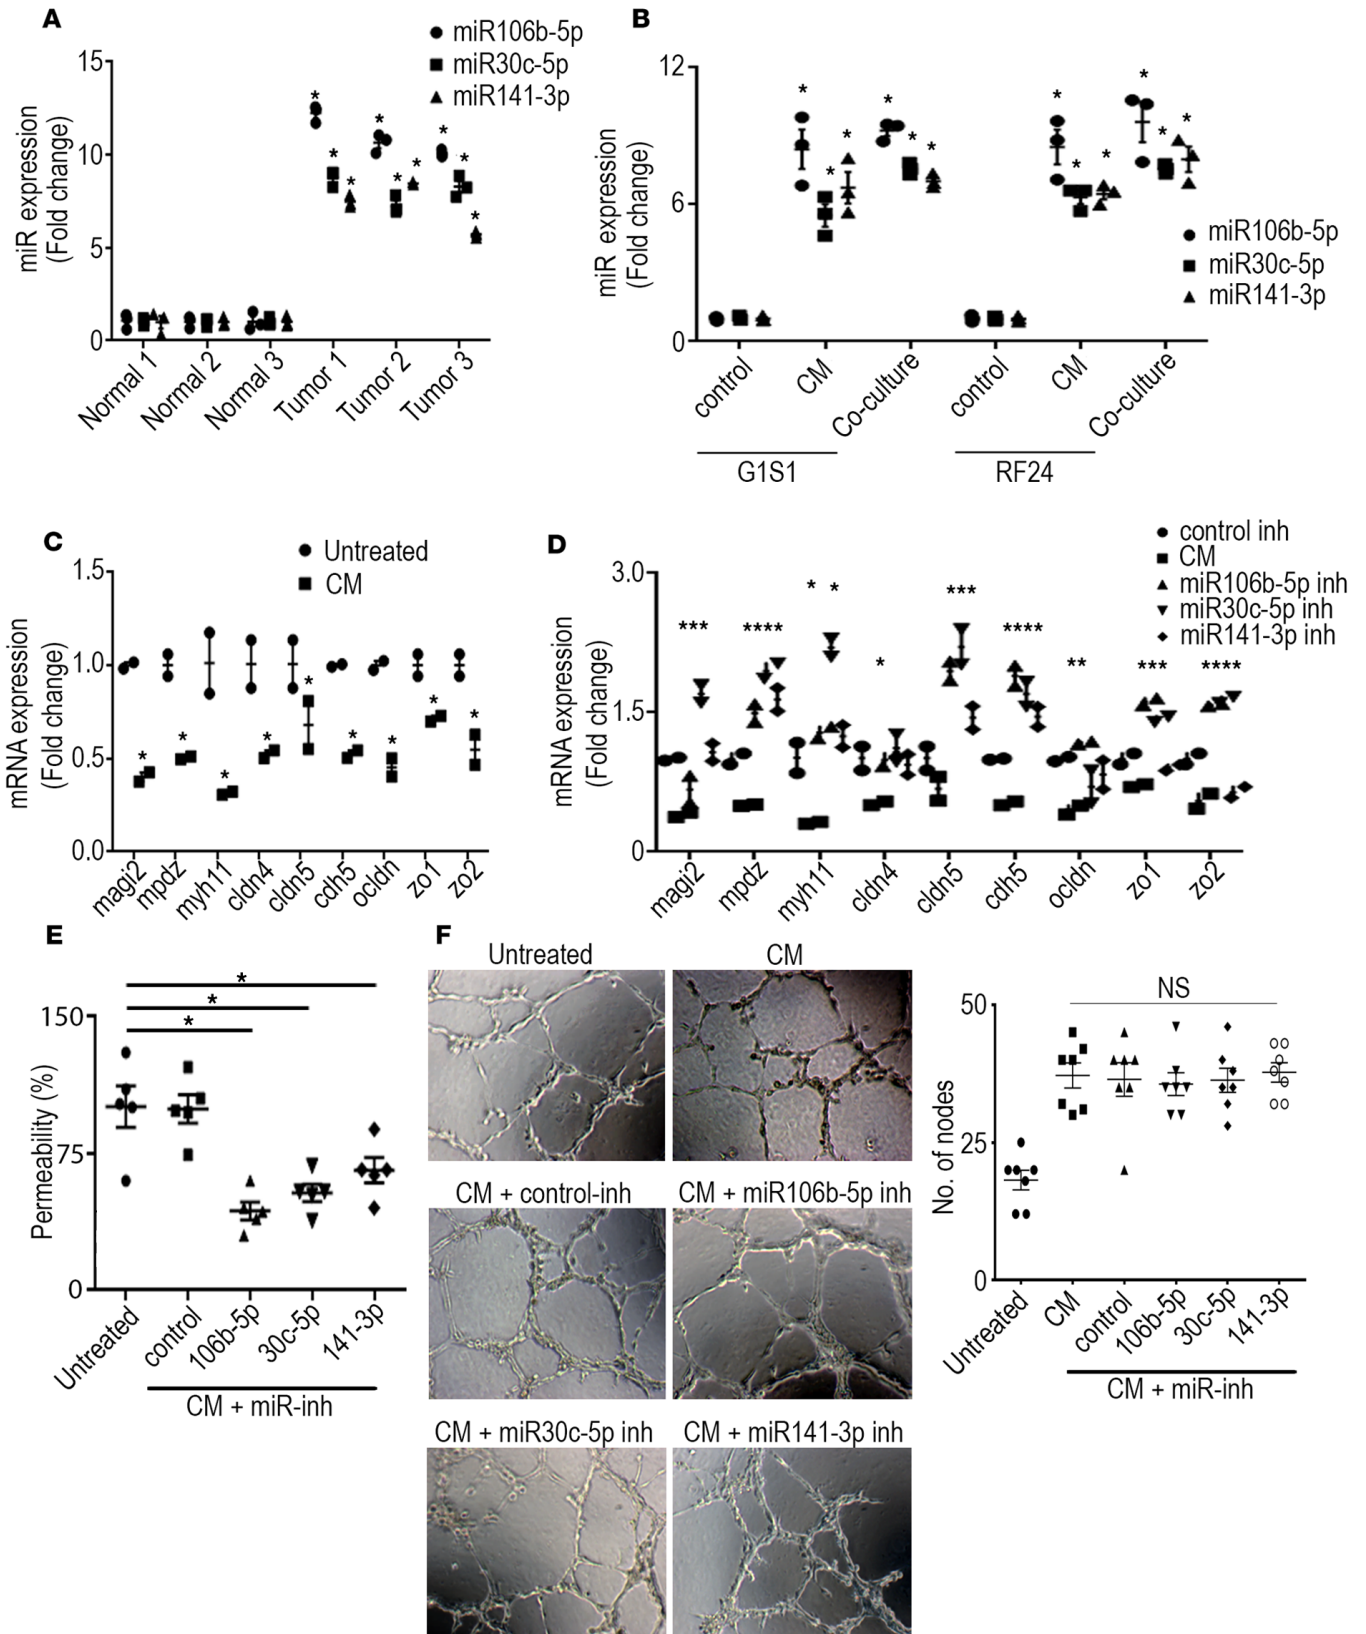 A
miR106b-5p
miR30c-5p
miR141-3p
miR expression
(Fold change)
15
10
5
0
* * * * * * * * *
Normal 1
Normal 2
Normal 3
Tumor 1
Tumor 2
Tumor 3
B
miR expression
(Fold change)
12
6
0
* * * * * * * * * * * *
miR106b-5p
miR30c-5p
miR141-3p
control
CM
Co-culture
control
CM
Co-culture
G1S1
RF24
C
Untreated
CM
mRNA expression
(Fold change)
1.5
1.0
0.5
0.0
* * * * * * * * *
magi2
mpdz
myh11
cldn4
cldn5
cdh5
ocldn
zo1
zo2
D
control inh
CM
miR106b-5p inh
miR30c-5p inh
miR141-3p inh
mRNA expression
(Fold change)
3.0
1.5
0
*** **** * * * *** **** ** *** ****
magi2
mpdz
myh11
cldn4
cldn5
cdh5
ocldn
zo1
zo2
E
Permeability (%)
150
75
0
*
*
*
Untreated
control
106b-5p
30c-5p
141-3p
CM + miR-inh
F
Untreated
CM
CM + control-inh
CM + miR106b-5p inh
CM + miR30c-5p inh
CM + miR141-3p inh
No. of nodes
50
25
0
NS
Untreated
CM
control
106b-5p
30c-5p
141-3p
CM + miR-inh